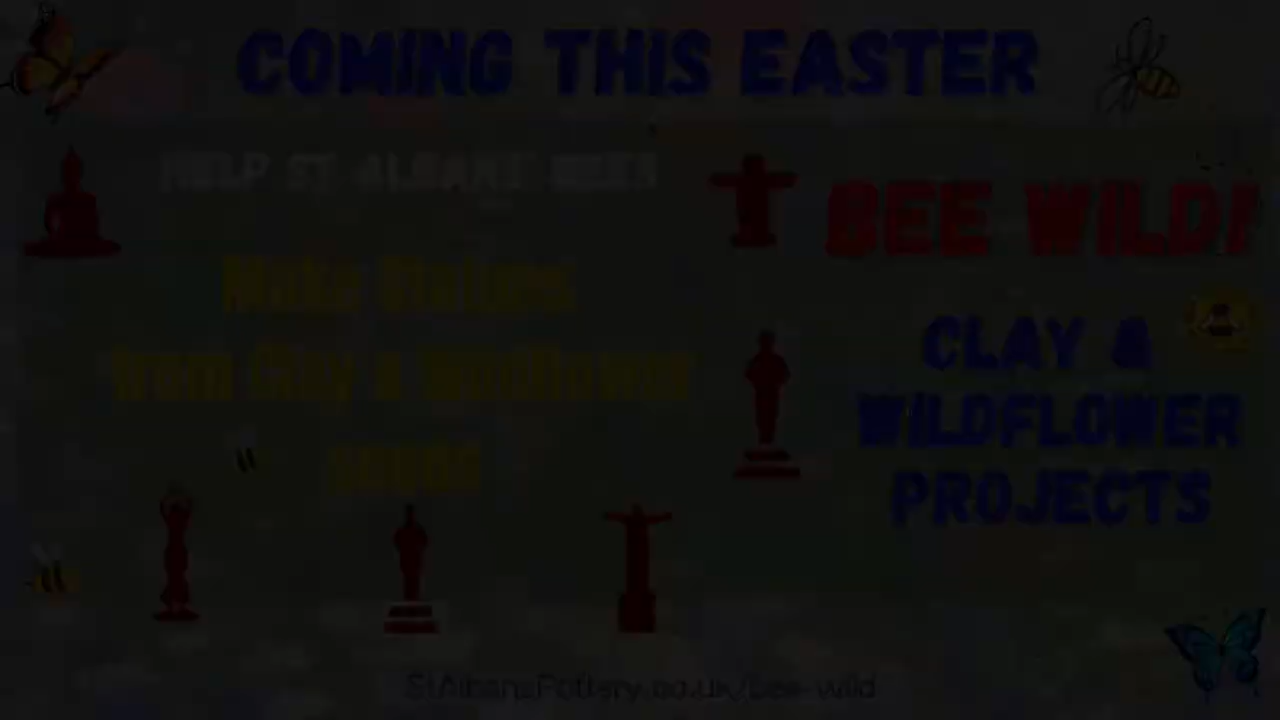 COMING THIS EASTER
HELP ST ALBANS BEES
BEE WILD!
Make Statues
from Clay & Wildflower
seeds
CLAY &
WILDFLOWER
PROJECTS
StAlbansPottery.co.uk/bee-wild